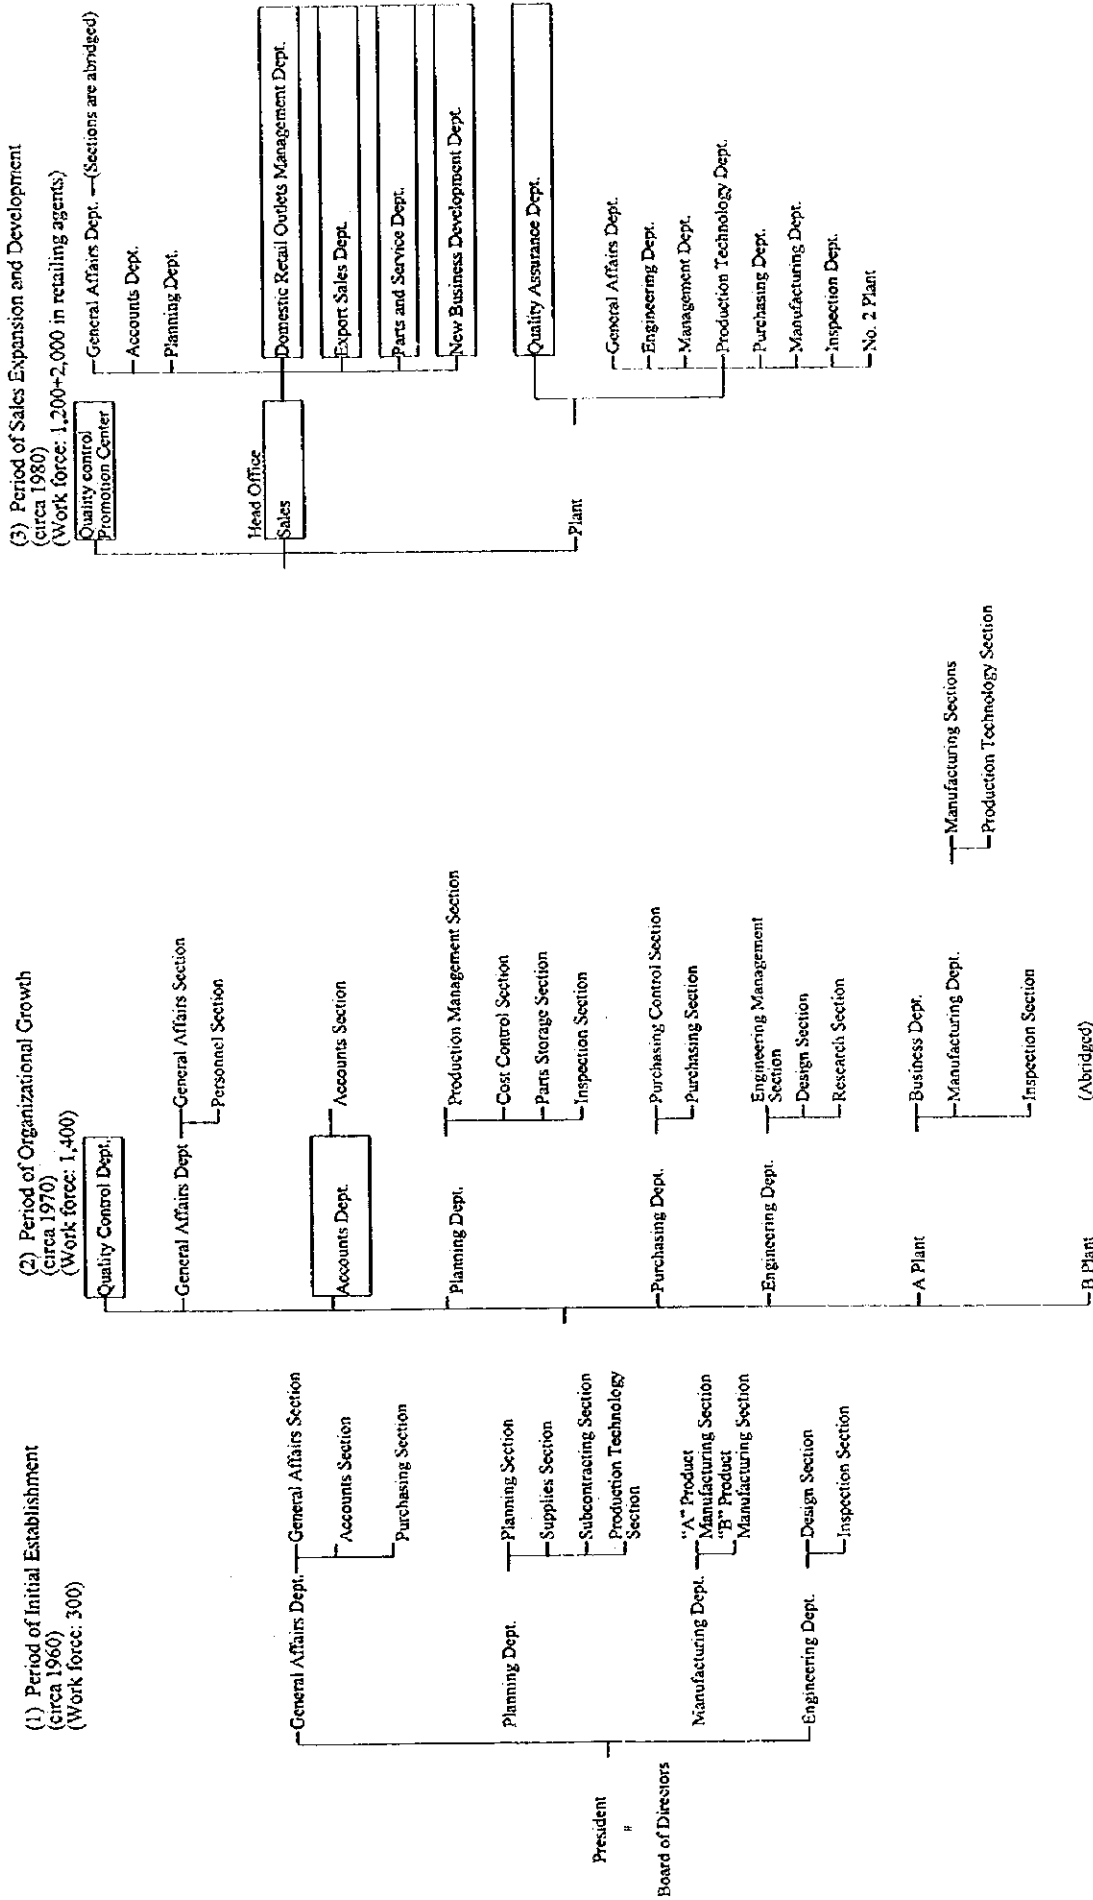 (1) Period of Initial Establishment
(circa 1960)
(Work force: 300)
President
Board of Directors
General Affairs Dept.
General Affairs Section
Accounts Section
Purchasing Section
Planning Dept.
Planning Section
Supplies Section
Subcontracting Section
Production Technology
Section
Manufacturing Dept.
"A" Product
Manufacturing Section
"B" Product
Manufacturing Section
Engineering Dept.
Design Section
Inspection Section
(2) Period of Organizational Growth
(circa 1970)
(Work force: 1,400)
Quality Control Dept.
General Affairs Dept
General Affairs Section
Personnel Section
Accounts Dept.
Accounts Section
Planning Dept.
Production Management Section
Cost Control Section
Parts Storage Section
Inspection Section
Purchasing Dept.
Purchasing Control Section
Purchasing Section
Engineering Dept.
Engineering Management
Section
Design Section
Research Section
A Plant
Business Dept.
Manufacturing Dept.
Manufacturing Sections
Production Technology Section
Inspection Section
B Plant
(Abridged)
(3) Period of Sales Expansion and Development
(circa 1980)
(Work force: 1,200+2,000 in retailing agents)
Quality control
Promotion Center
General Affairs Dept. —(Sections are abridged)
Accounts Dept.
Planning Dept.
Head Office
Sales
Domestic Retail Outlets Management Dept.
Export Sales Dept.
Parts and Service Dept.
New Business Development Dept.
Plant
Quality Assurance Dept.
General Affairs Dept.
Engineering Dept.
Management Dept.
Production Technology Dept.
Purchasing Dept.
Manufacturing Dept.
Inspection Dept.
No. 2 Plant